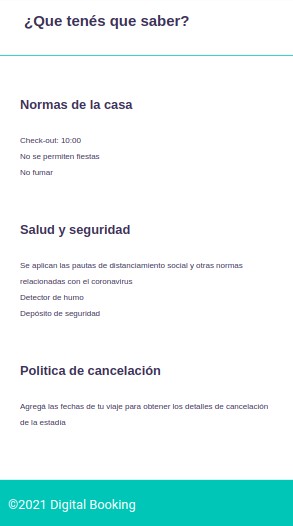 ¿Que tenés que saber?
Normas de la casa
Check-out: 10:00
No se permiten fiestas
No fumar
Salud y seguridad
Se aplican las pautas de distanciamiento social y otras normas
relacionadas con el coronavirus
Detector de humo
Depósito de seguridad
Política de cancelación
Agregá las fechas de tu viaje para obtener los detalles de cancelación
de la estadía
©2021 Digital Booking